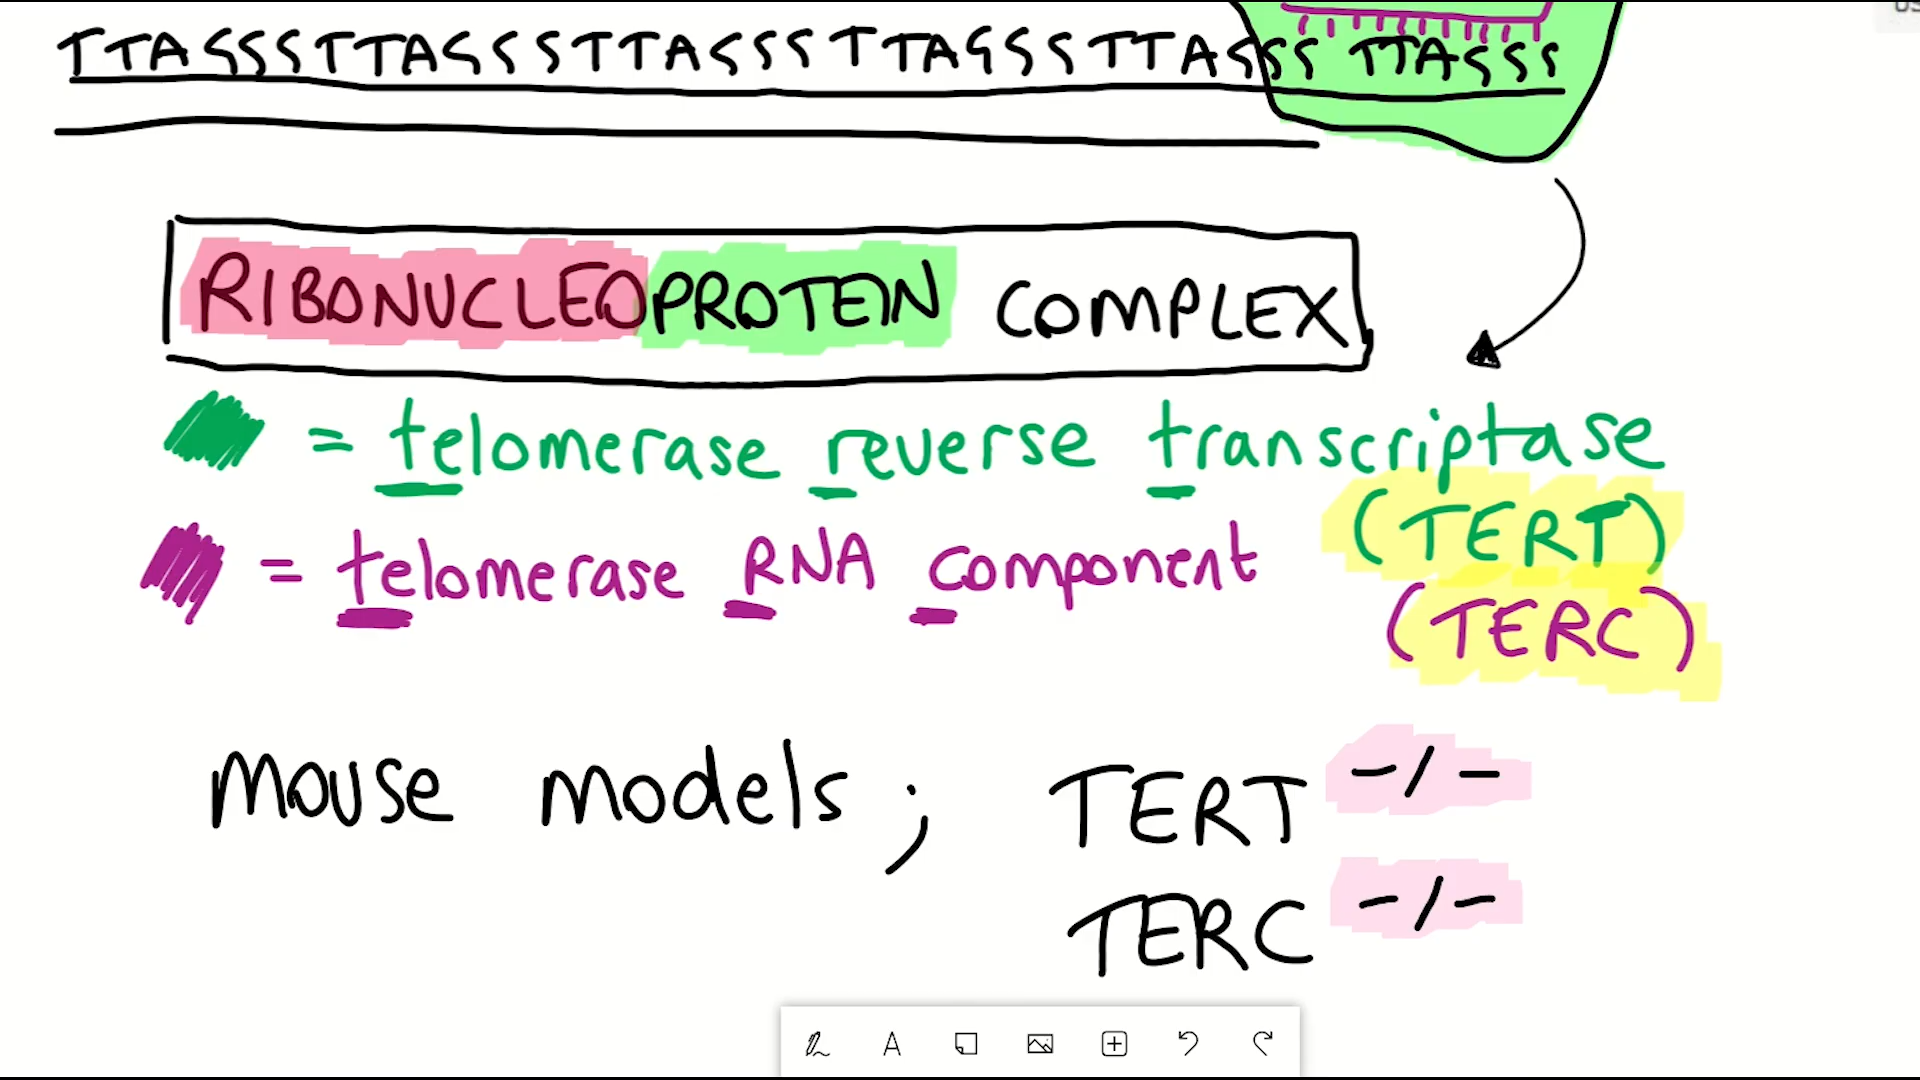 TTAGGGTTAGGGTTAGGGTTAGGGTTAGGG TTAGGG
RIBONUCLEOPROTEIN COMPLEX
= telomerase reverse transcriptase
(TERT)
= telomerase RNA component
(TERC)
mouse models; TERT -/-
TERC -/-